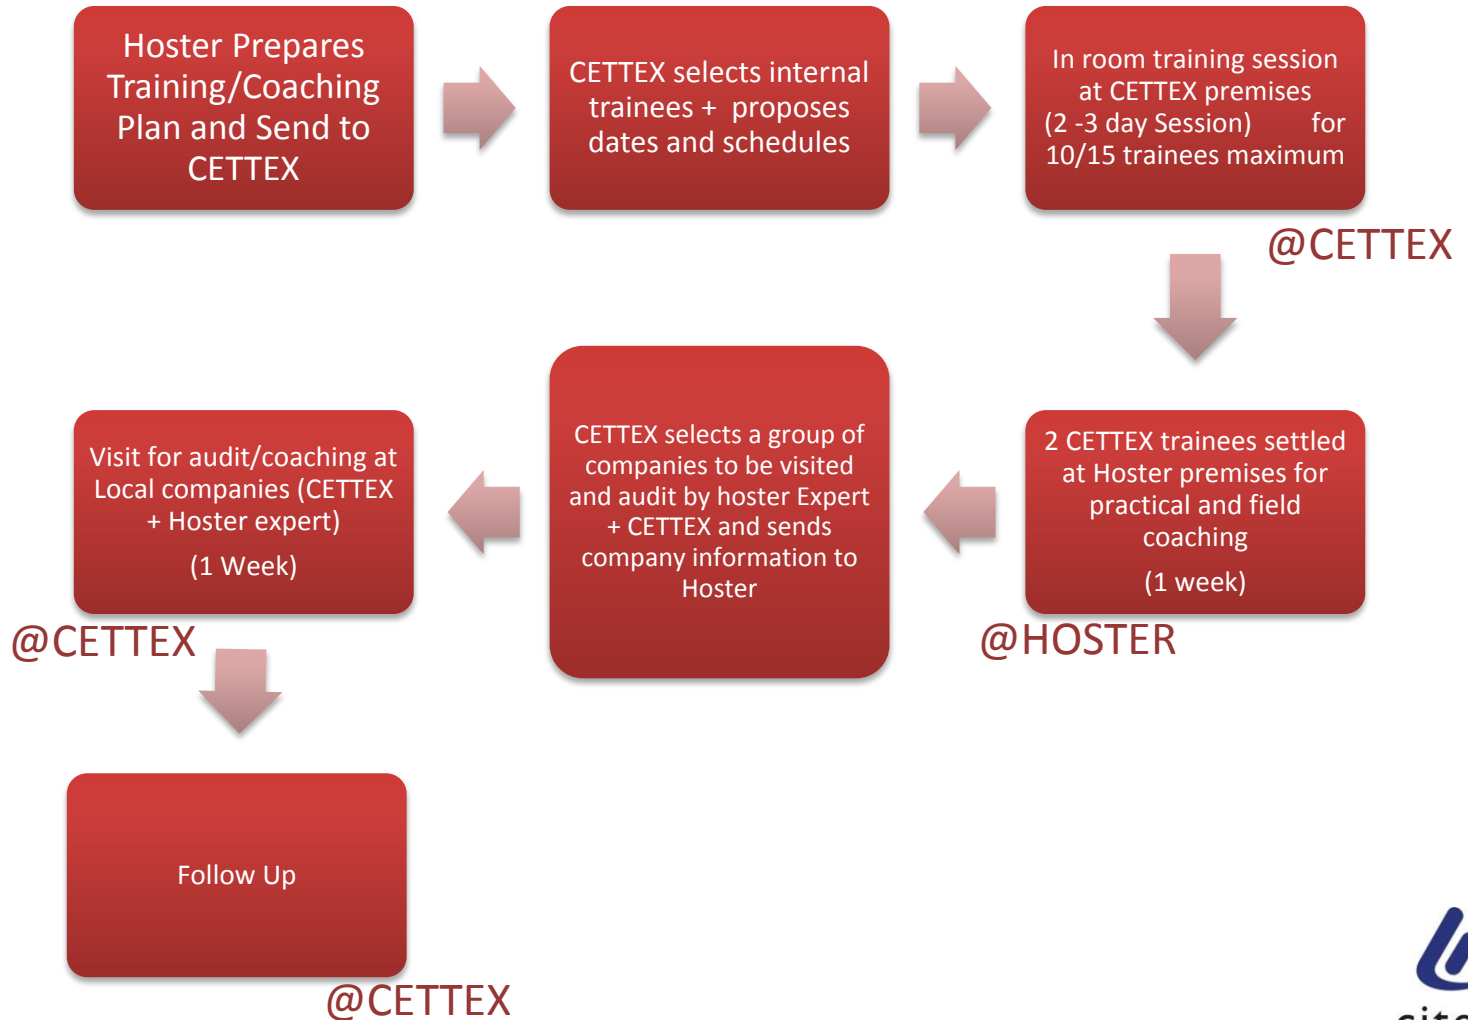 Hoster Prepares
Training/Coaching
Plan and Send to
CETTEX
CETTEX selects internal
trainees + proposes
dates and schedules
In room training session
at CETTEX premises
(2 -3 day Session) for
10/15 trainees maximum
@CETTEX
2 CETTEX trainees settled
at Hoster premises for
practical and field
coaching
(1 week)
@HOSTER
CETTEX selects a group of
companies to be visited
and audit by hoster Expert
+ CETTEX and sends
company information to
Hoster
Visit for audit/coaching at
Local companies (CETTEX
+ Hoster expert)
(1 Week)
@CETTEX
Follow Up
@CETTEX